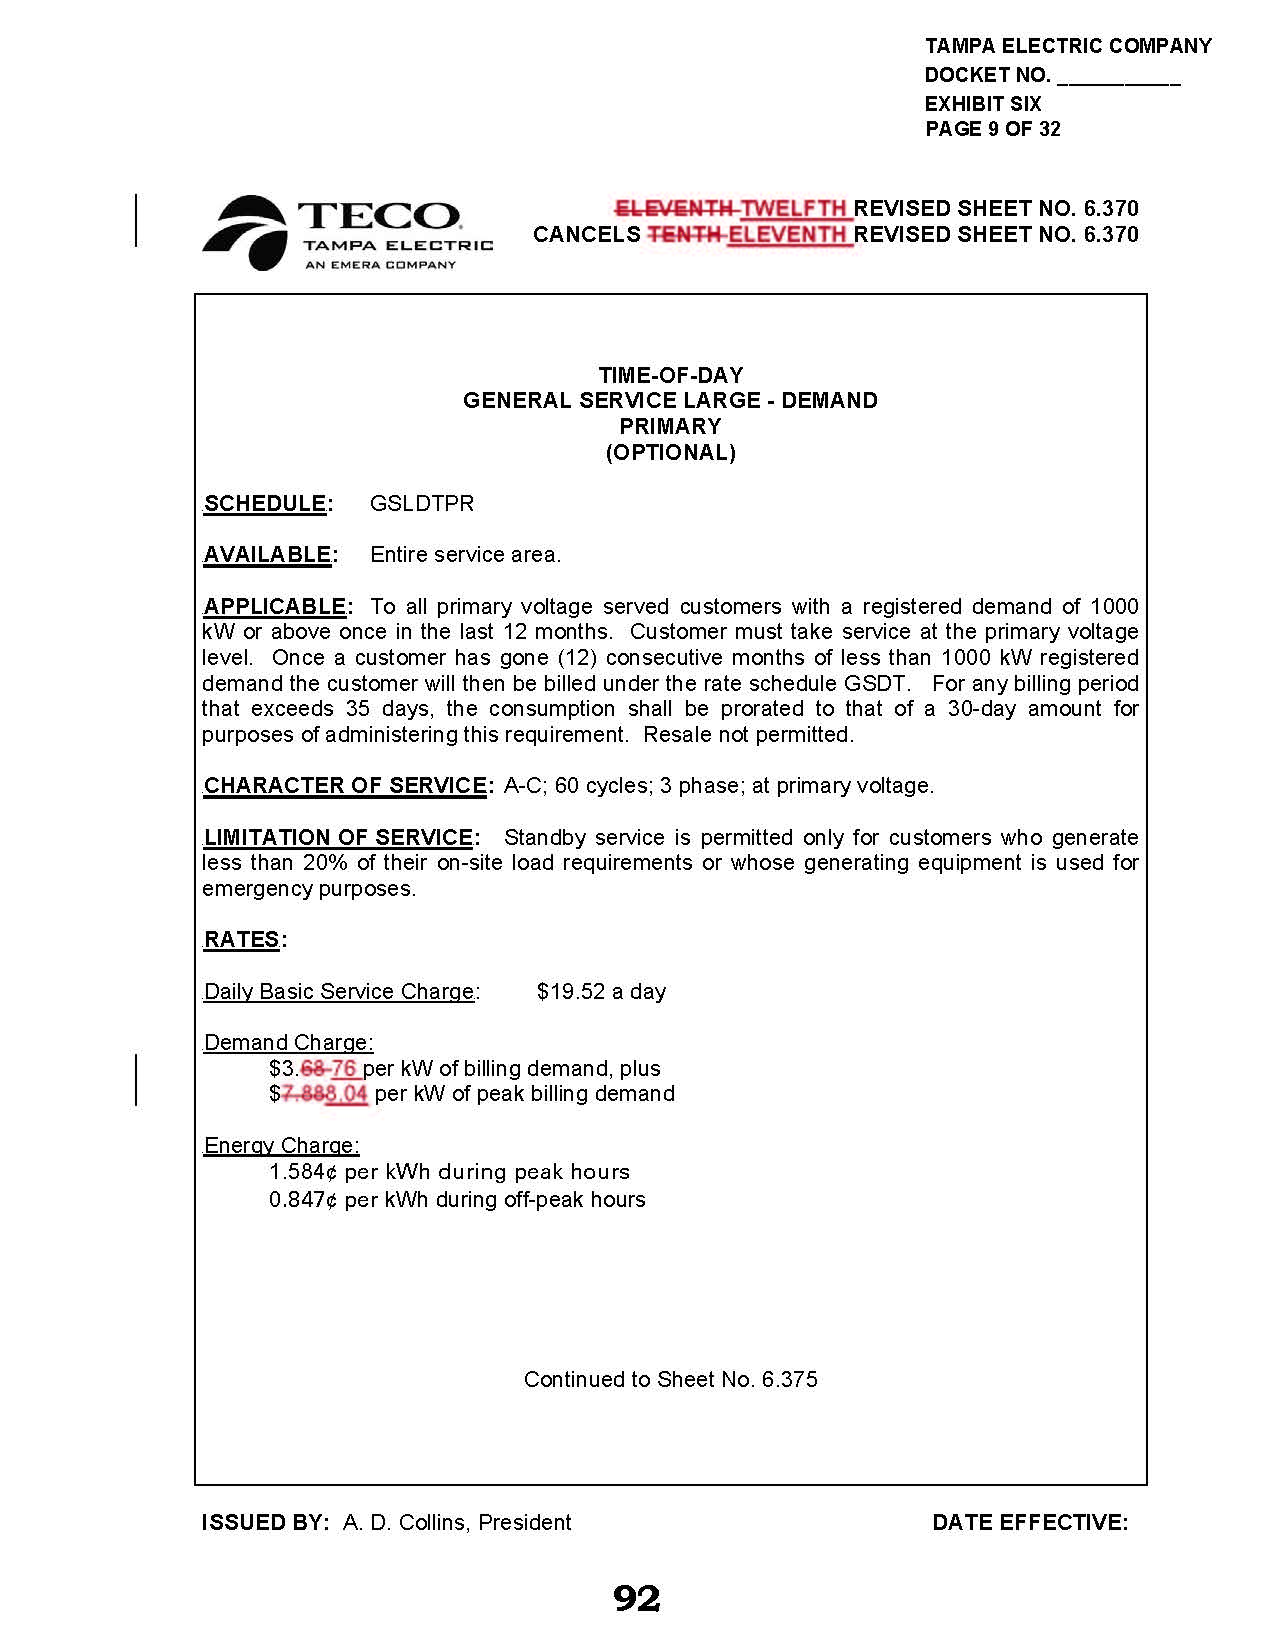 TAMPA ELECTRIC COMPANY
DOCKET NO. ___________
EXHIBIT SIX
PAGE 9 OF 32
TECO
TAMPA ELECTRIC
AN EMERA COMPANY
ELEVENTH TWELFTH REVISED SHEET NO. 6.370
CANCELS TENTH ELEVENTH REVISED SHEET NO. 6.370
TIME-OF-DAY
GENERAL SERVICE LARGE - DEMAND
PRIMARY
(OPTIONAL)
SCHEDULE: GSLDTPR
AVAILABLE: Entire service area.
APPLICABLE: To all primary voltage served customers with a registered demand of 1000
kW or above once in the last 12 months. Customer must take service at the primary voltage
level. Once a customer has gone (12) consecutive months of less than 1000 kW registered
demand the customer will then be billed under the rate schedule GSDT. For any billing period
that exceeds 35 days, the consumption shall be prorated to that of a 30-day amount for
purposes of administering this requirement. Resale not permitted.
CHARACTER OF SERVICE: A-C; 60 cycles; 3 phase; at primary voltage.
LIMITATION OF SERVICE: Standby service is permitted only for customers who generate
less than 20% of their on-site load requirements or whose generating equipment is used for
emergency purposes.
RATES:
Daily Basic Service Charge: $19.52 a day
Demand Charge:
$3.68 76 per kW of billing demand, plus
$7.888.04 per kW of peak billing demand
Energy Charge:
1.584¢ per kWh during peak hours
0.847¢ per kWh during off-peak hours
Continued to Sheet No. 6.375
ISSUED BY: A. D. Collins, President DATE EFFECTIVE:
92